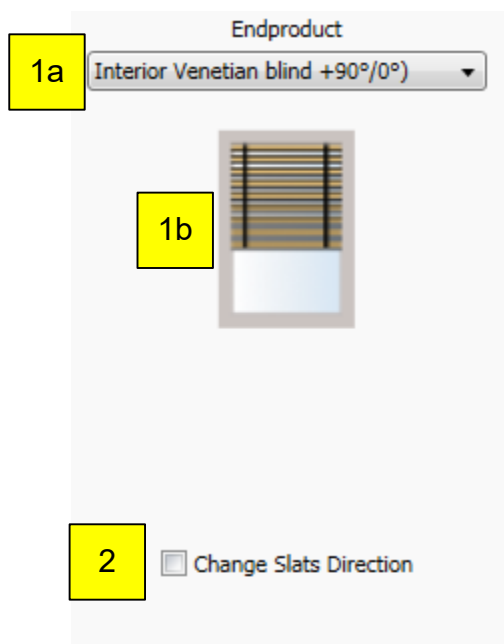 Endproduct
1a
Interior Venetian blind +90°/0°)
1b
2
Change Slats Direction